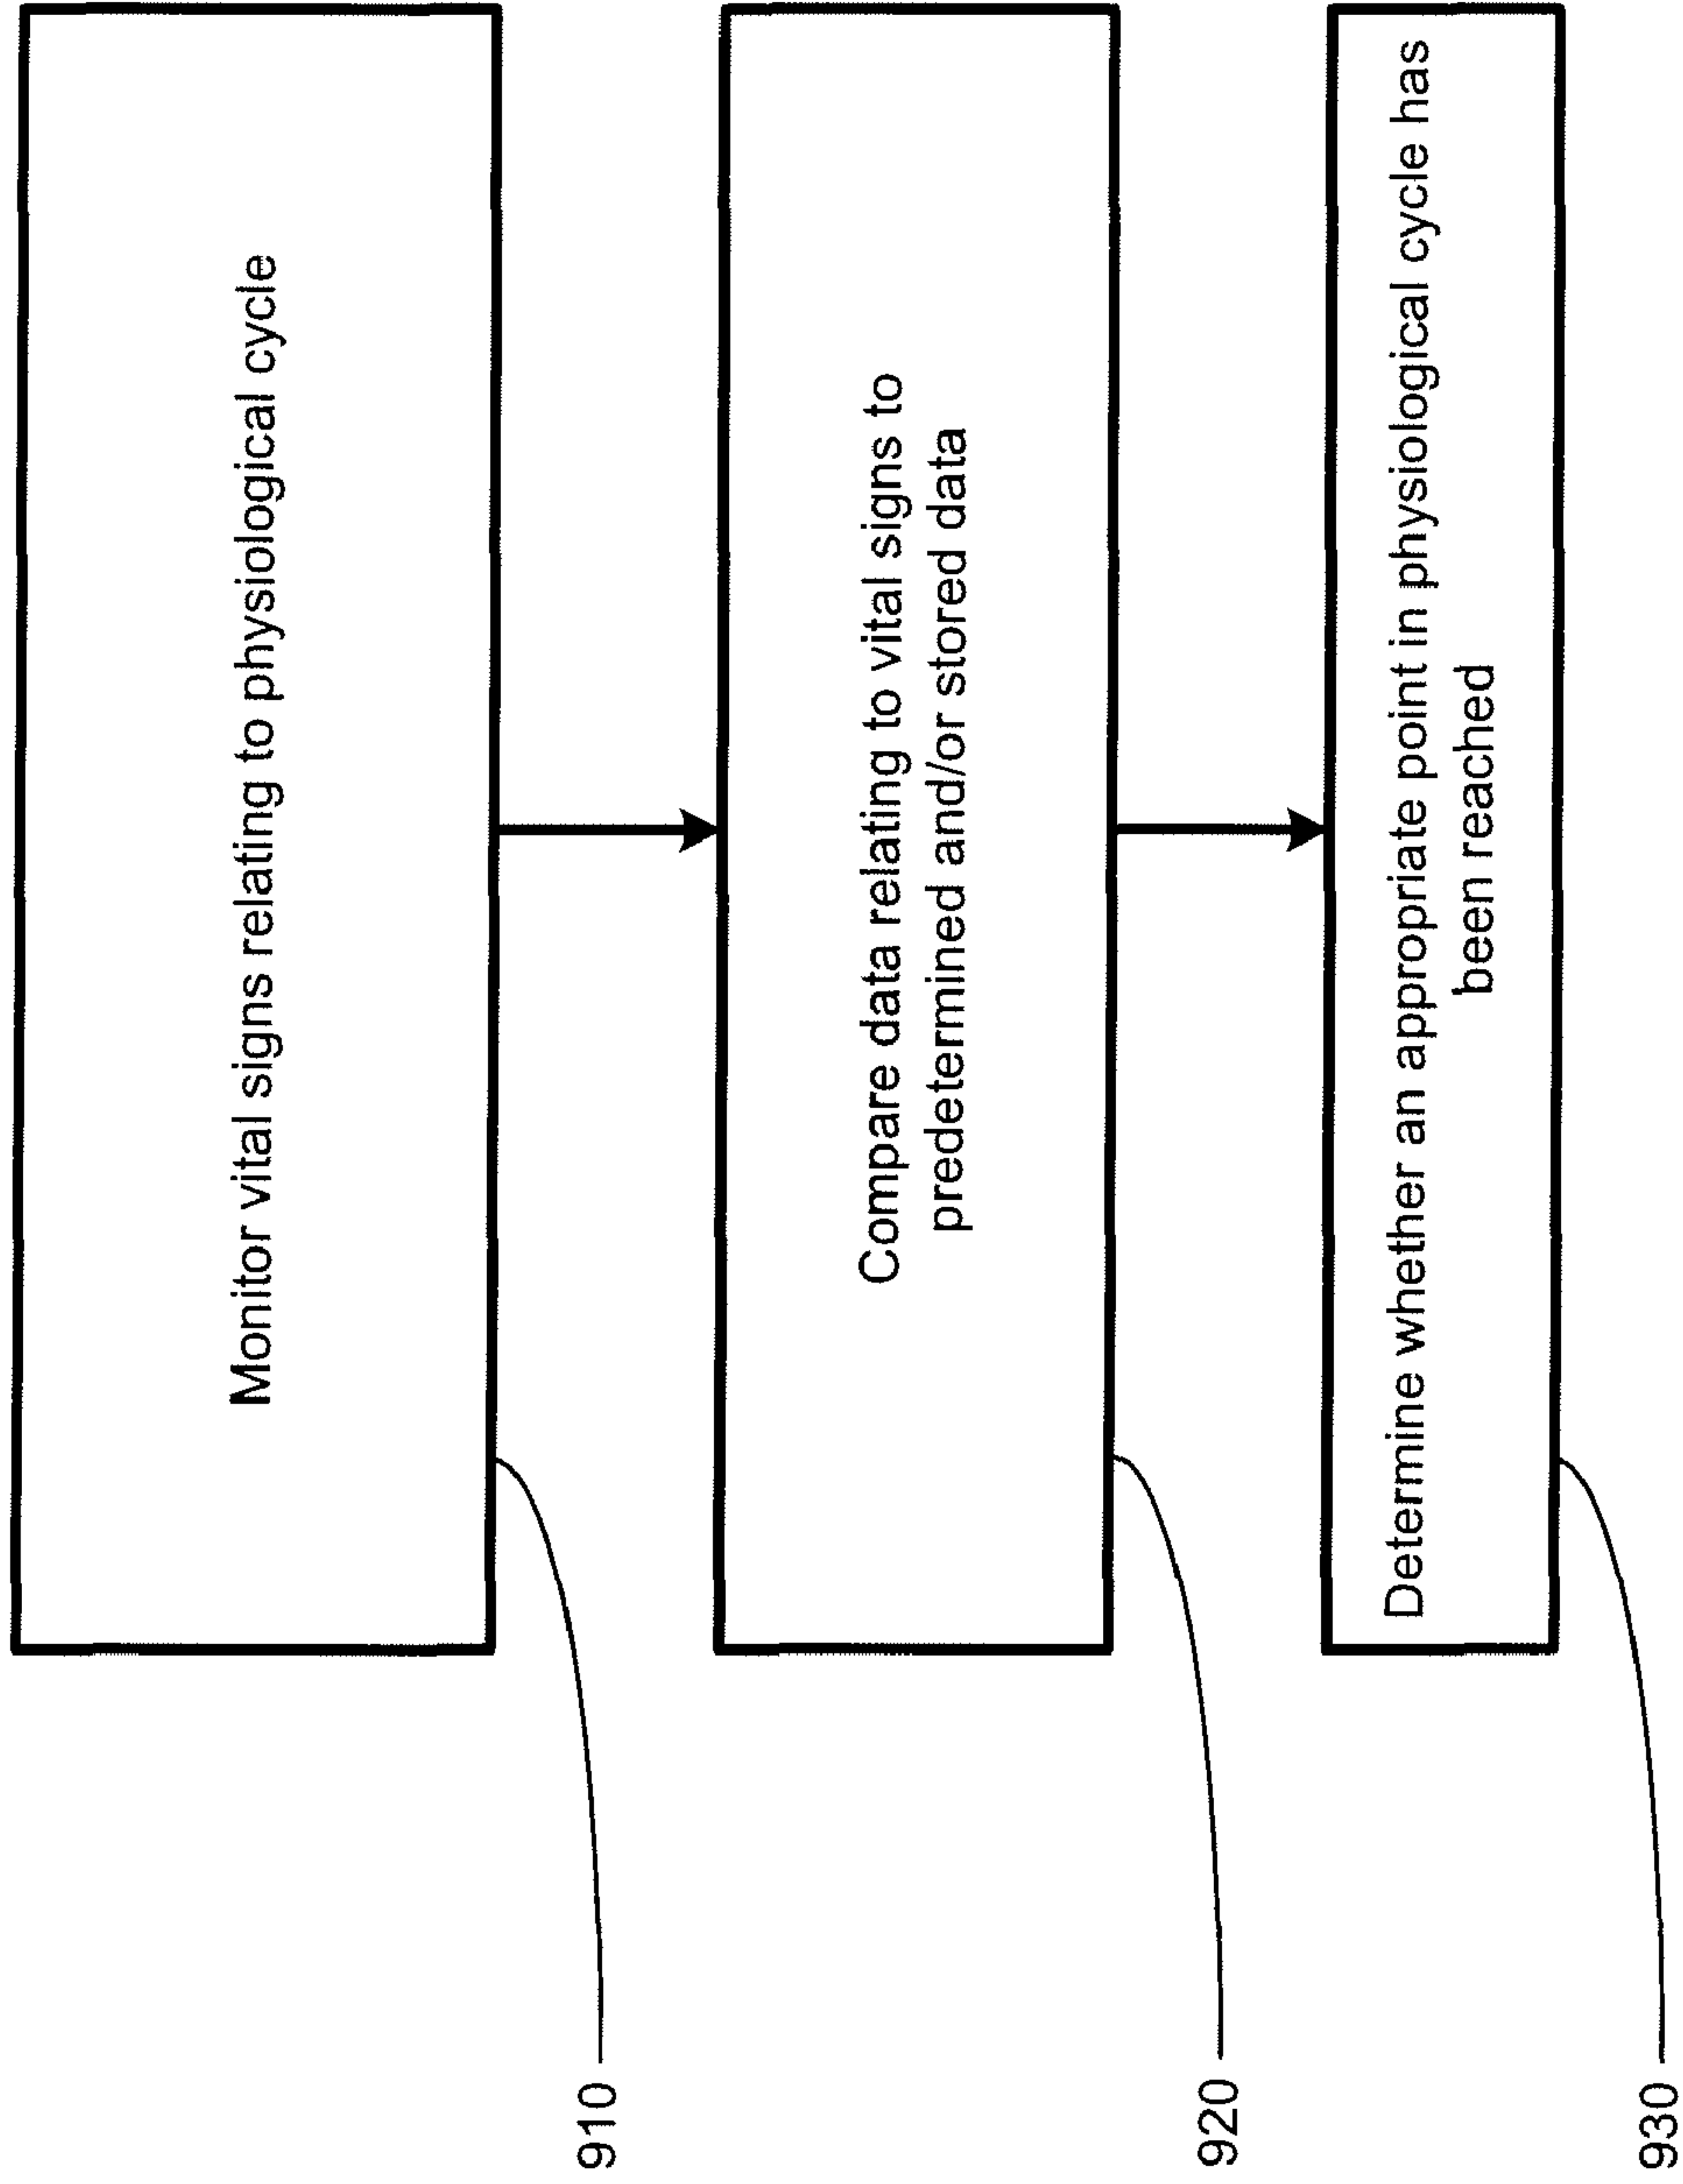 Monitor vital signs relating to physiological cycle
910
Compare data relating to vital signs to
predetermined and/or stored data
920
Determine whether an appropriate point in physiological cycle has
been reached
930